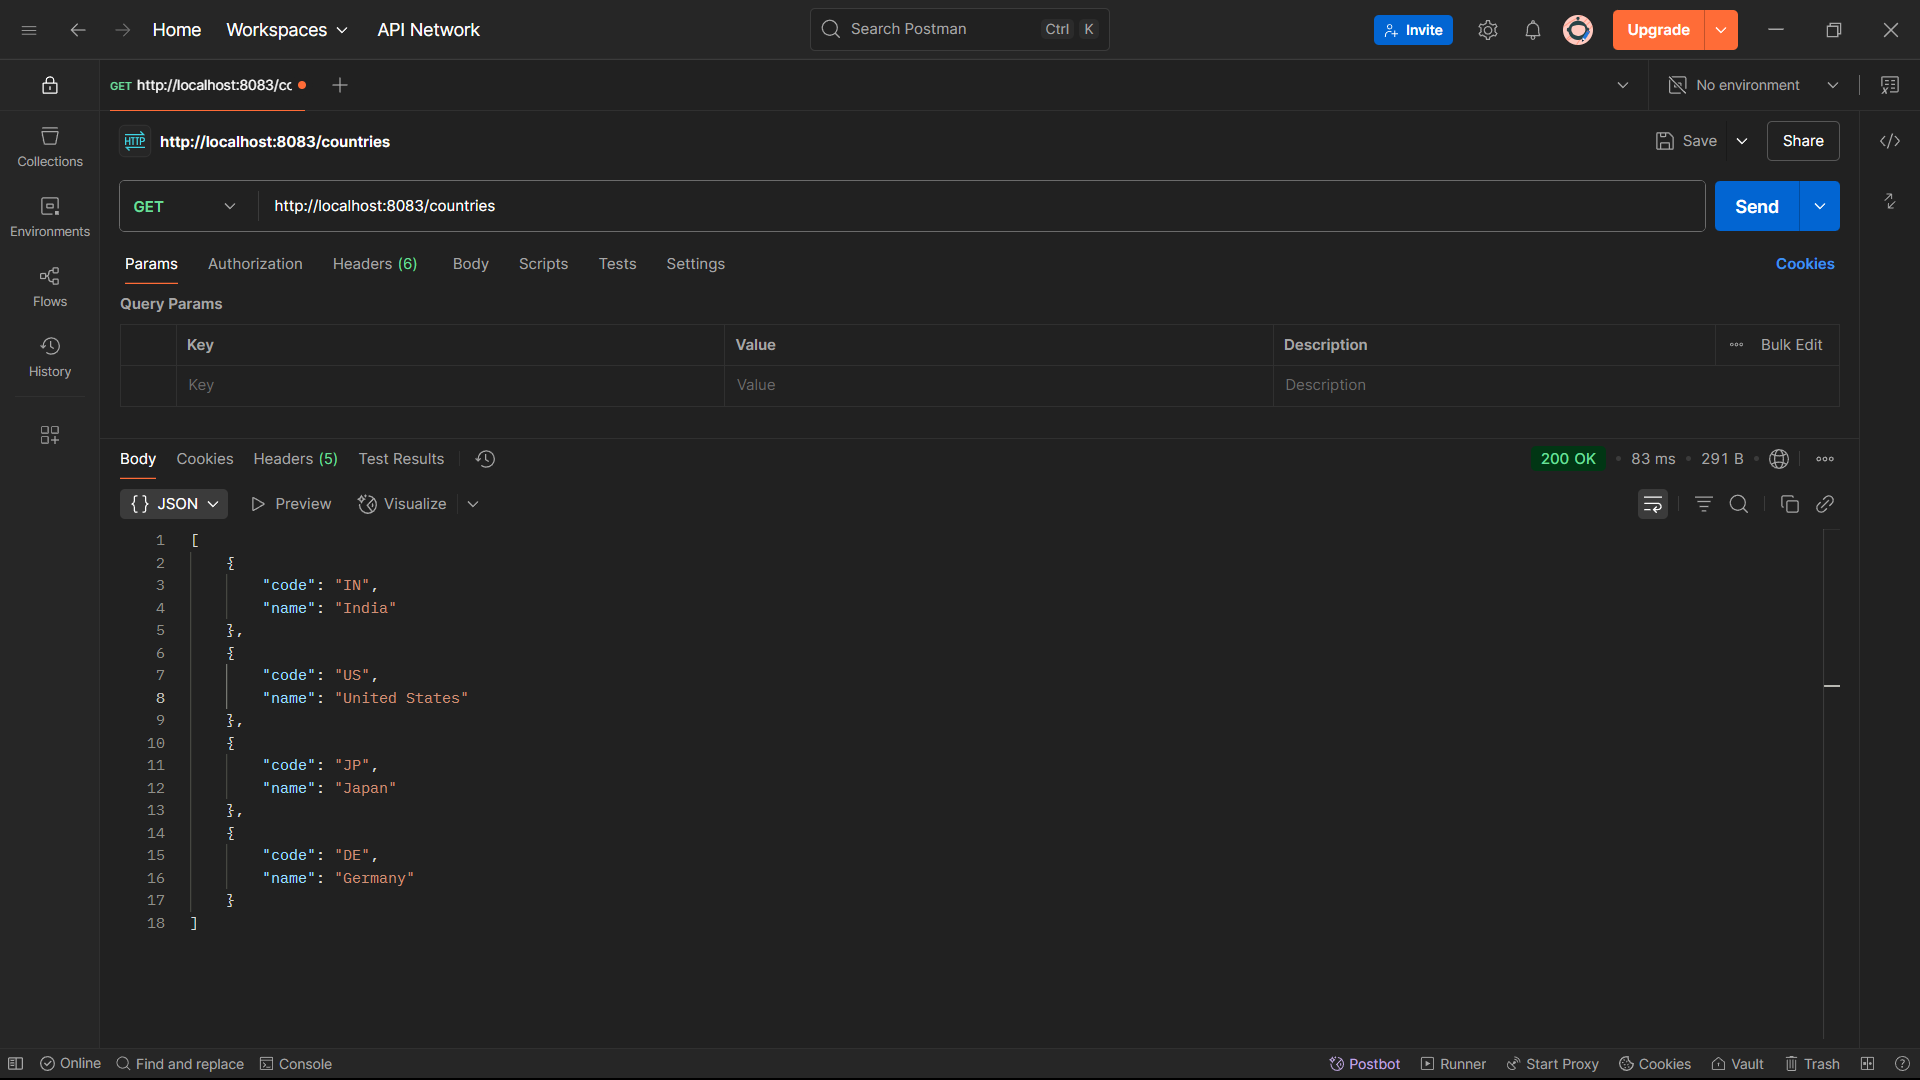 Home Workspaces API Network Search Postman Ctrl K Invite Upgrade
GET http://localhost:8083/cc No environment
HTTP http://localhost:8083/countries Save Share
Collections
Environments
Flows
History
GET http://localhost:8083/countries Send
Params Authorization Headers (6) Body Scripts Tests Settings Cookies
Query Params
Key Value Description Bulk Edit
Key Value Description
Body Cookies Headers (5) Test Results 200 OK • 83 ms • 291 B
{} JSON Preview Visualize
1 [
2 {
3 "code": "IN",
4 "name": "India"
5 },
6 {
7 "code": "US",
8 "name": "United States"
9 },
10 {
11 "code": "JP",
12 "name": "Japan"
13 },
14 {
15 "code": "DE",
16 "name": "Germany"
17 }
18 ]
Online Find and replace Console Postbot Runner Start Proxy Cookies Vault Trash